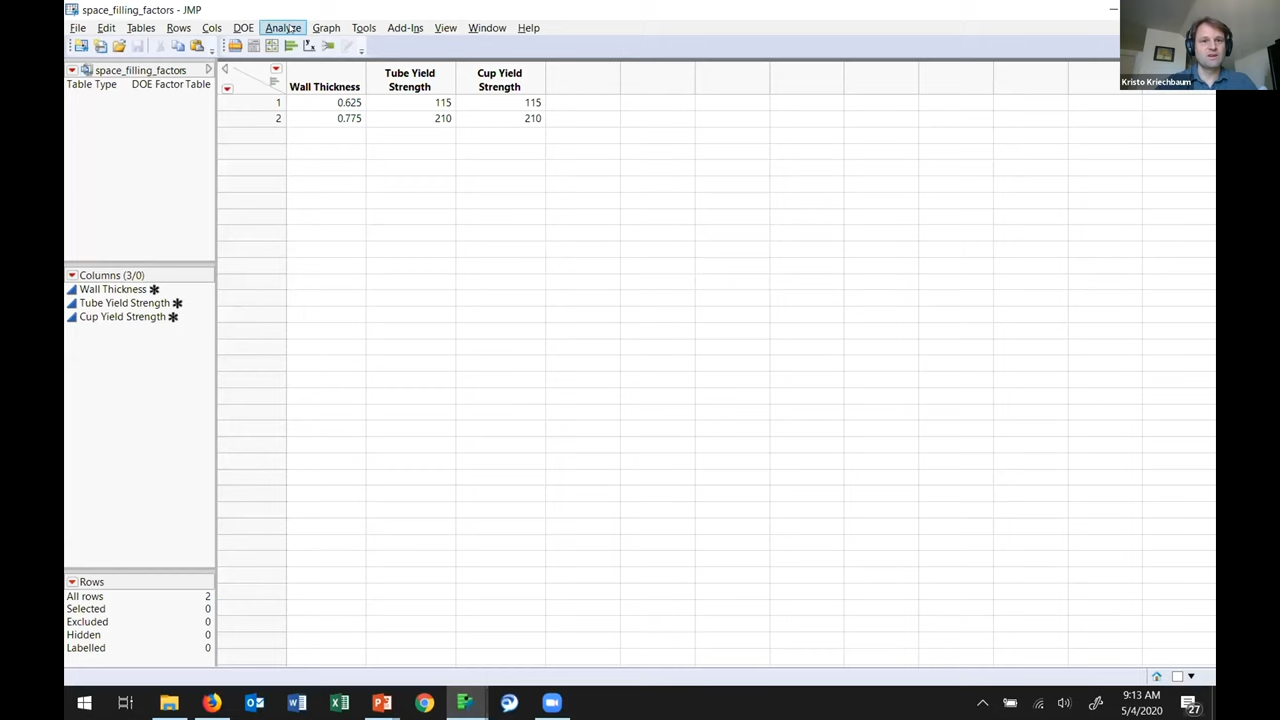 space_filling_factors - JMP
File Edit Tables Rows Cols DOE Analyze Graph Tools Add-Ins View Window Help
Kristo Kriechbaum
space_filling_factors
Table Type DOE Factor Table
Wall Thickness Tube Yield Strength Cup Yield Strength
1 0.625 115 115
2 0.775 210 210
Columns (3/0)
Wall Thickness
Tube Yield Strength
Cup Yield Strength
Rows
All rows 2
Selected 0
Excluded 0
Hidden 0
Labelled 0
9:13 AM
5/4/2020
27